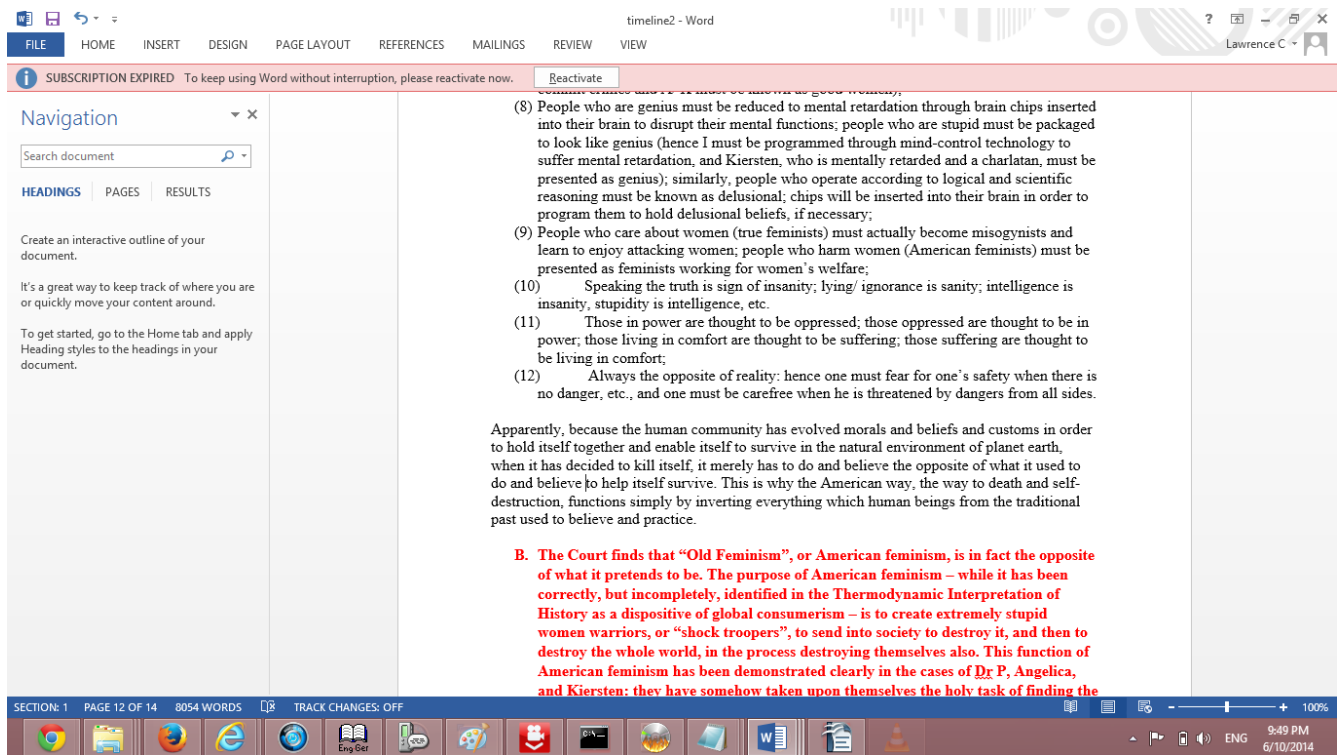 timeline2 - Word
FILE HOME INSERT DESIGN PAGE LAYOUT REFERENCES MAILINGS REVIEW VIEW
Lawrence C
SUBSCRIPTION EXPIRED To keep using Word without interruption, please reactivate now. Reactivate
Navigation
Search document
HEADINGS PAGES RESULTS
Create an interactive outline of your
document.
It's a great way to keep track of where you are
or quickly move your content around.
To get started, go to the Home tab and apply
Heading styles to the headings in your
document.
(8) People who are genius must be reduced to mental retardation through brain chips inserted
into their brain to disrupt their mental functions; people who are stupid must be packaged
to look like genius (hence I must be programmed through mind-control technology to
suffer mental retardation, and Kiersten, who is mentally retarded and a charlatan, must be
presented as genius); similarly, people who operate according to logical and scientific
reasoning must be known as delusional; chips will be inserted into their brain in order to
program them to hold delusional beliefs, if necessary;
(9) People who care about women (true feminists) must actually become misogynists and
learn to enjoy attacking women; people who harm women (American feminists) must be
presented as feminists working for women's welfare;
(10) Speaking the truth is sign of insanity; lying/ ignorance is sanity; intelligence is
insanity, stupidity is intelligence, etc.
(11) Those in power are thought to be oppressed; those oppressed are thought to be in
power; those living in comfort are thought to be suffering; those suffering are thought to
be living in comfort;
(12) Always the opposite of reality: hence one must fear for one's safety when there is
no danger, etc., and one must be carefree when he is threatened by dangers from all sides.
Apparently, because the human community has evolved morals and beliefs and customs in order
to hold itself together and enable itself to survive in the natural environment of planet earth,
when it has decided to kill itself, it merely has to do and believe the opposite of what it used to
do and believe to help itself survive. This is why the American way, the way to death and self-
destruction, functions simply by inverting everything which human beings from the traditional
past used to believe and practice.
B. The Court finds that “Old Feminism”, or American feminism, is in fact the opposite
of what it pretends to be. The purpose of American feminism – while it has been
correctly, but incompletely, identified in the Thermodynamic Interpretation of
History as a dispositive of global consumerism – is to create extremely stupid
women warriors, or “shock troopers”, to send into society to destroy it, and then to
destroy the whole world, in the process destroying themselves also. This function of
American feminism has been demonstrated clearly in the cases of Dr P, Angelica,
and Kiersten: they have somehow taken upon themselves the holy task of finding the
SECTION: 1 PAGE 12 OF 14 8054 WORDS TRACK CHANGES: OFF 100%
Eng Ger
ENG
9:49 PM
6/10/2014